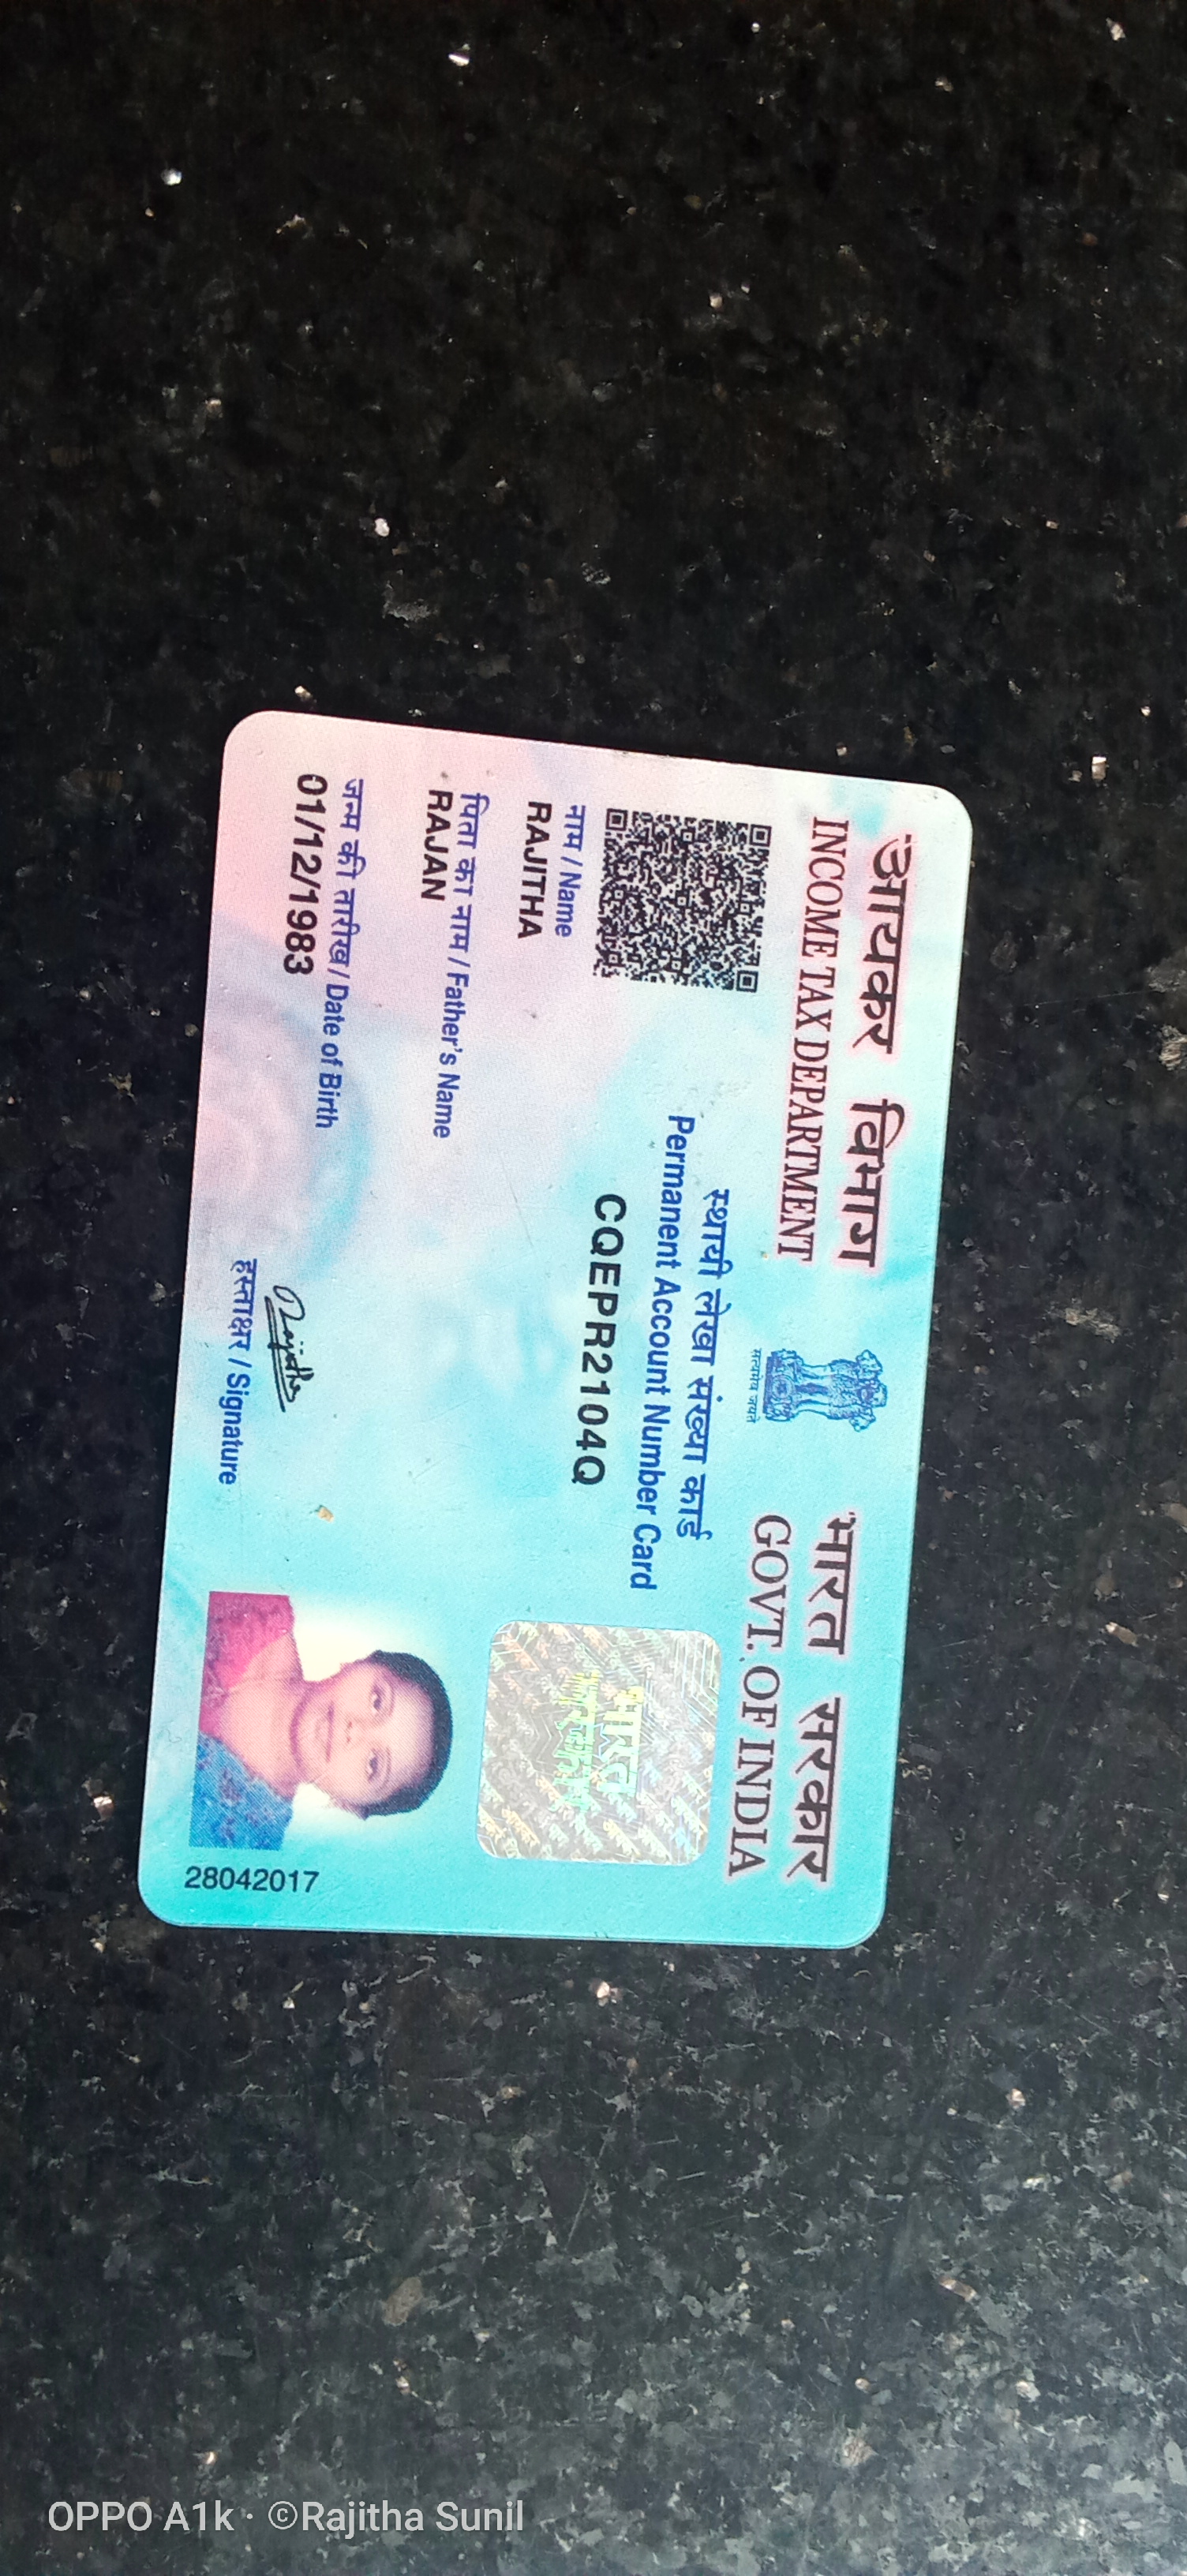 आयकर विभाग
INCOME TAX DEPARTMENT
सत्यमेव जयते
भारत सरकार
GOVT. OF INDIA
स्थायी लेखा संख्या कार्ड
Permanent Account Number Card
CQEPR2104Q
भारत
नाम / Name
RAJITHA
पिता का नाम / Father's Name
RAJAN
जन्म की तारीख / Date of Birth
01/12/1983
Rajitha
हस्ताक्षर / Signature
28042017
OPPO A1k · ©Rajitha Sunil